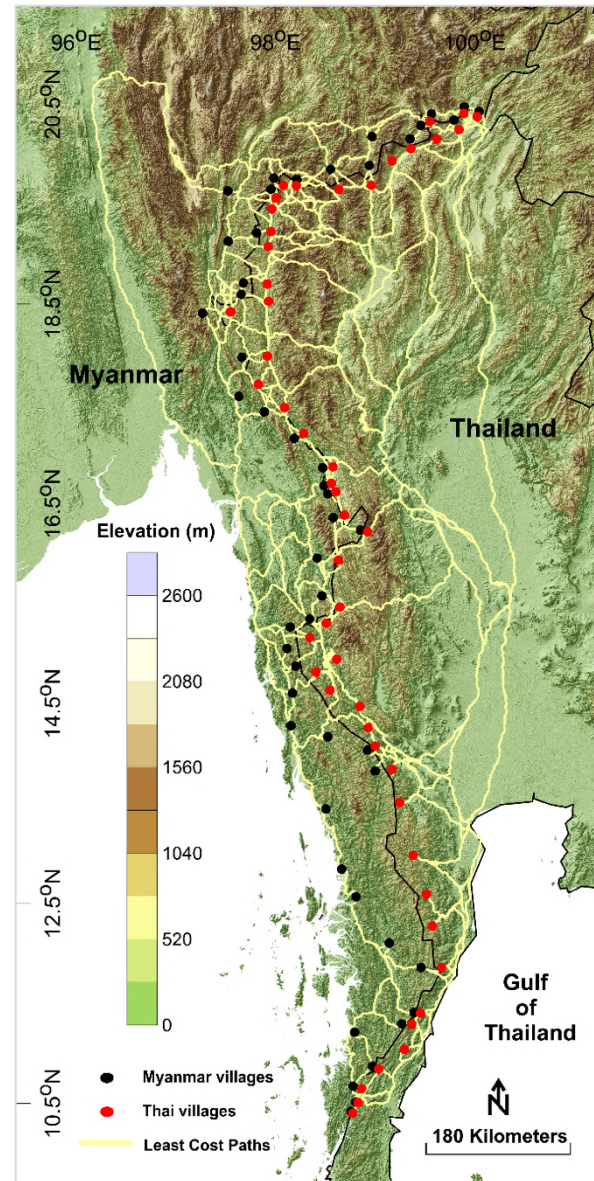 96°E 98°E 100°E
20.5°N
18.5°N
Myanmar
Thailand
16.5°N
Elevation (m)
2600
2080
14.5°N
1560
1040
12.5°N
520
0
Gulf
of
Thailand
Myanmar villages
Thai villages
10.5°N
N
Least Cost Paths
180 Kilometers